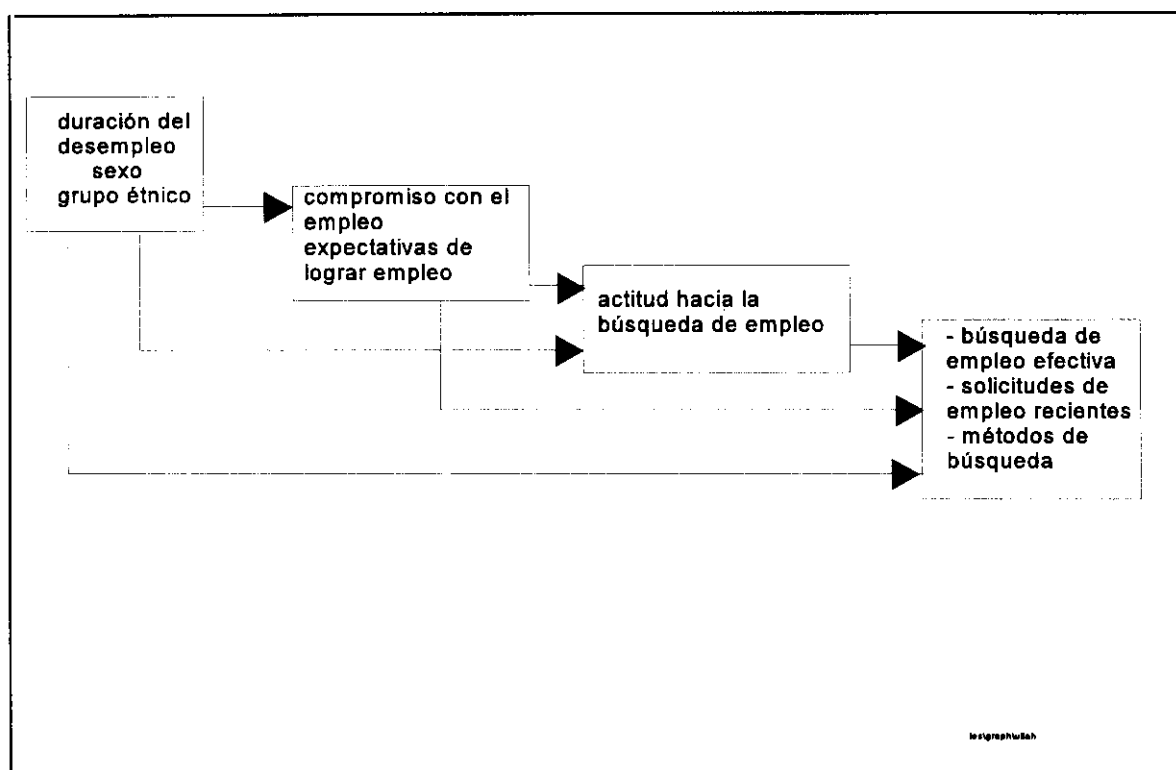 duración del
desempleo
sexo
grupo étnico
compromiso con el
empleo
expectativas de
lograr empleo
actitud hacia la
búsqueda de empleo
- búsqueda de
empleo efectiva
- solicitudes de
empleo recientes
- métodos de
búsqueda